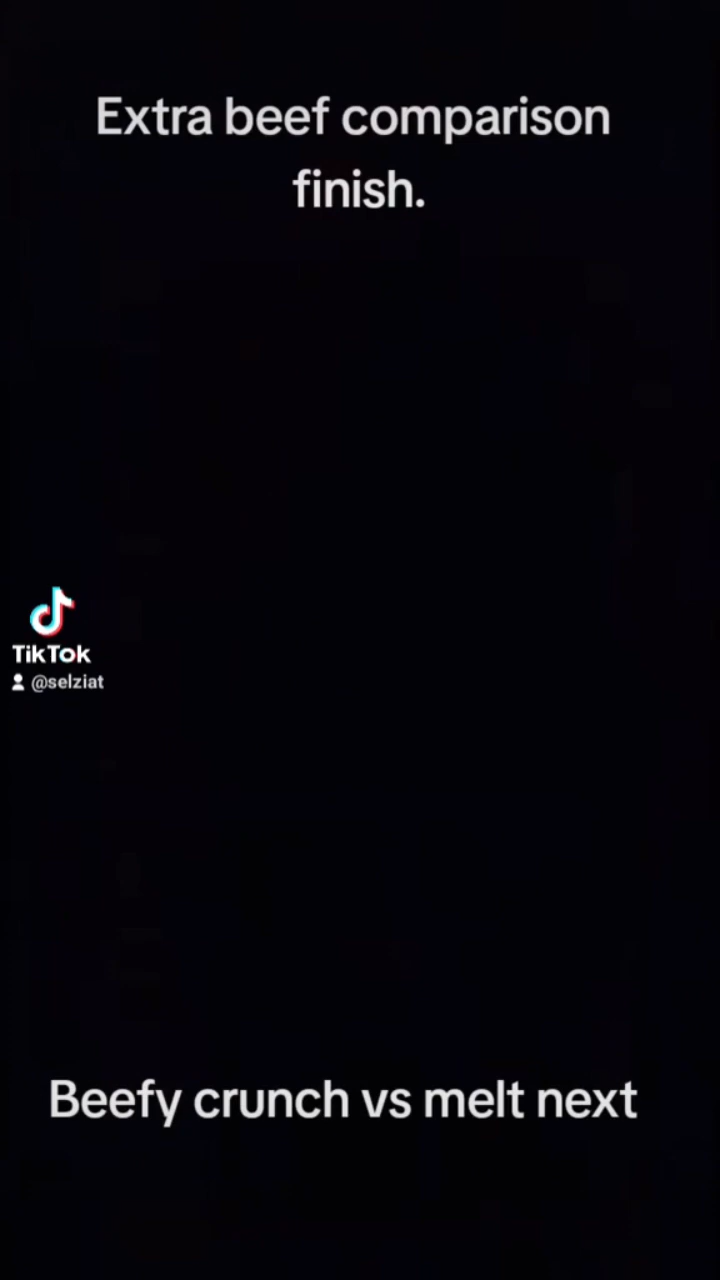 Extra beef comparison
finish.
TikTok
@selziat
Beefy crunch vs melt next